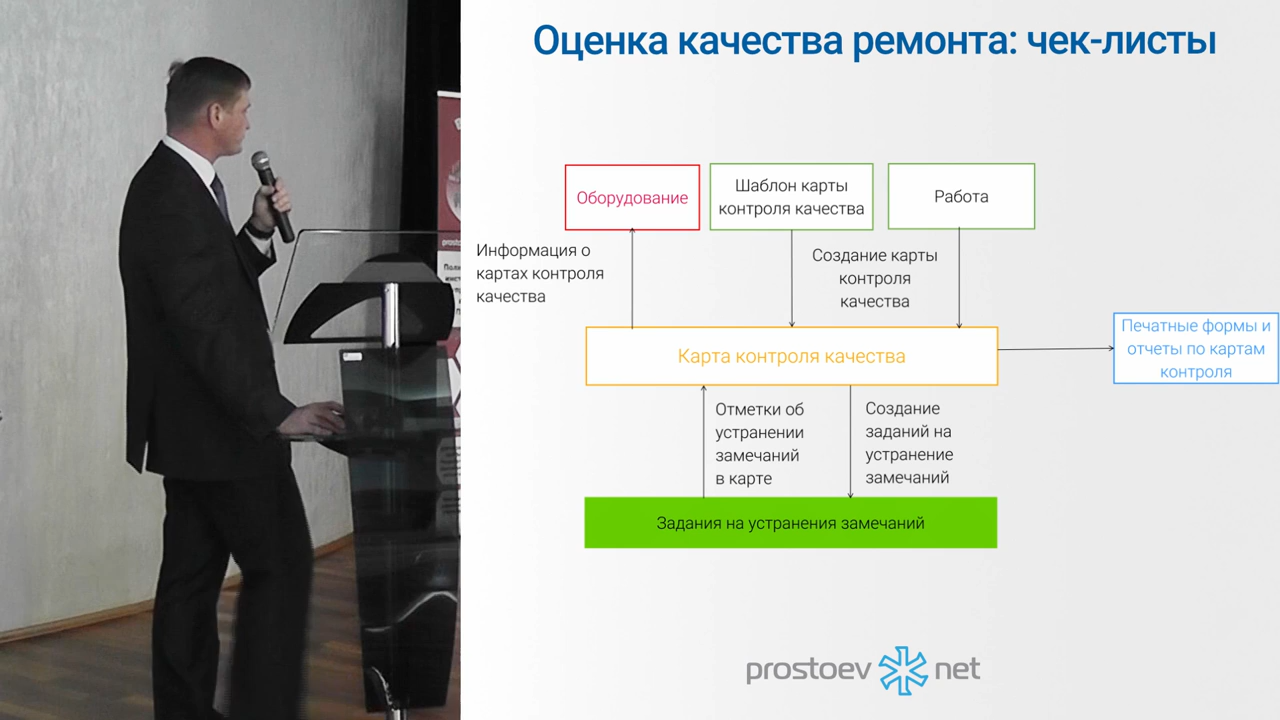 Оценка качества ремонта: чек-листы
Оборудование
Шаблон карты
контроля качества
Работа
Информация о
картах контроля
качества
Создание карты
контроля
качества
Карта контроля качества
Печатные формы и
отчеты по картам
контроля
Отметки об
устранении
замечаний
в карте
Создание
заданий на
устранение
замечаний
Задания на устранения замечаний
prostoev net